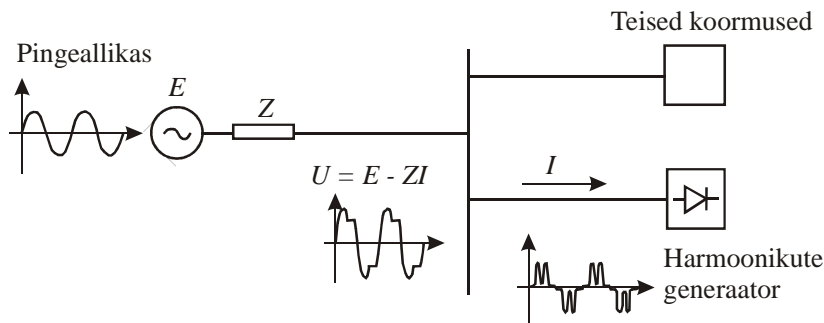 Teised koormused
Pingeallikas
E
Z
U = E - ZI
I
Harmoonikute
generaator